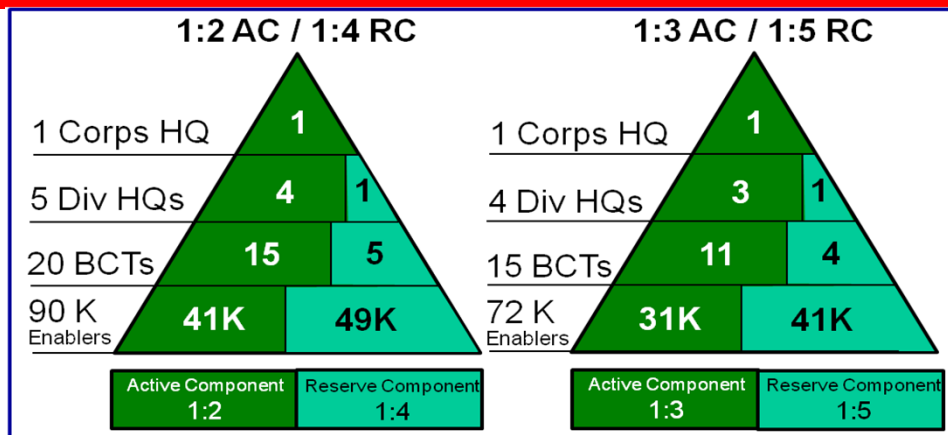 1:2 AC / 1:4 RC
1 Corps HQ
1
5 Div HQs
4
1
20 BCTs
15
5
90 K
Enablers
41K
49K
Active Component
1:2
Reserve Component
1:4
1:3 AC / 1:5 RC
1 Corps HQ
1
4 Div HQs
3
1
15 BCTs
11
4
72 K
Enablers
31K
41K
Active Component
1:3
Reserve Component
1:5